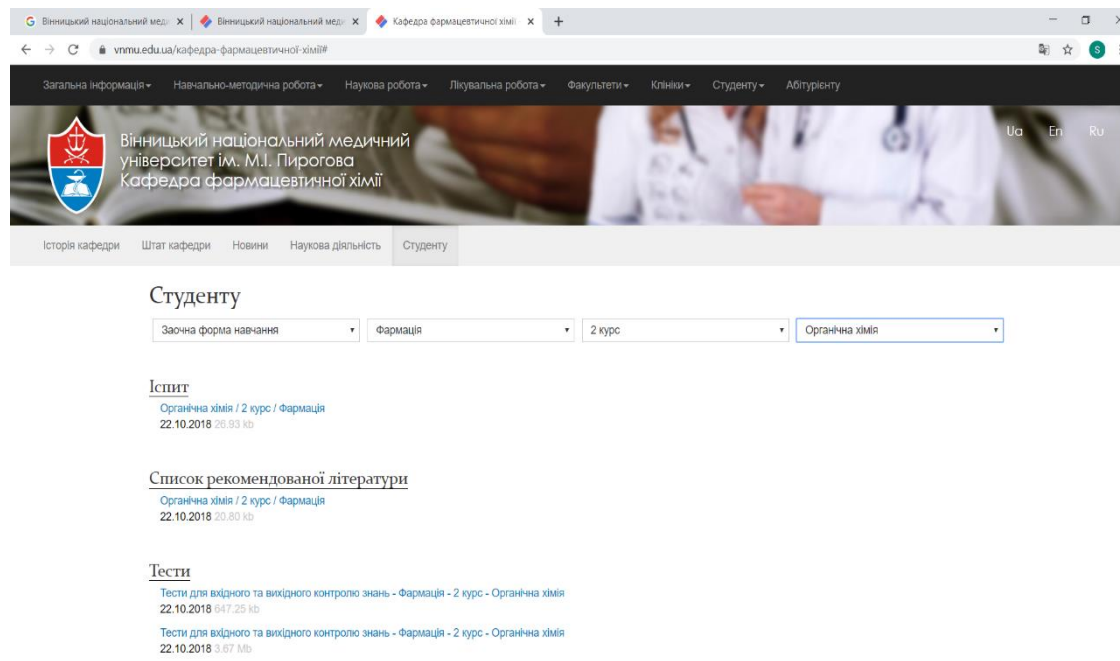 Вінницький національний меди
Вінницький національний меди
Кафедра фармацевтичної хімії
vnmu.edu.ua/кафедра-фармацевтичної-хімії#
S
Загальна інформація Навчально-методична робота Наукова робота Лікувальна робота Факультети Клініки Студенту Абітурієнту
Ua En Ru
Вінницький національний медичний
університет ім. М.І. Пирогова
Кафедра фармацевтичної хімії
Історія кафедри Штат кафедри Новини Наукова діяльність Студенту
Студенту
Заочна форма навчання Фармація 2 курс Органічна хімія
Іспит
Органічна хімія / 2 курс / Фармація
22.10.2018 26.93 kb
Список рекомендованої літератури
Органічна хімія / 2 курс / Фармація
22.10.2018 20.80 kb
Тести
Тести для вхідного та вихідного контролю знань - Фармація - 2 курс - Органічна хімія
22.10.2018 647.25 kb
Тести для вхідного та вихідного контролю знань - Фармація - 2 курс - Органічна хімія
22.10.2018 3.67 Mb